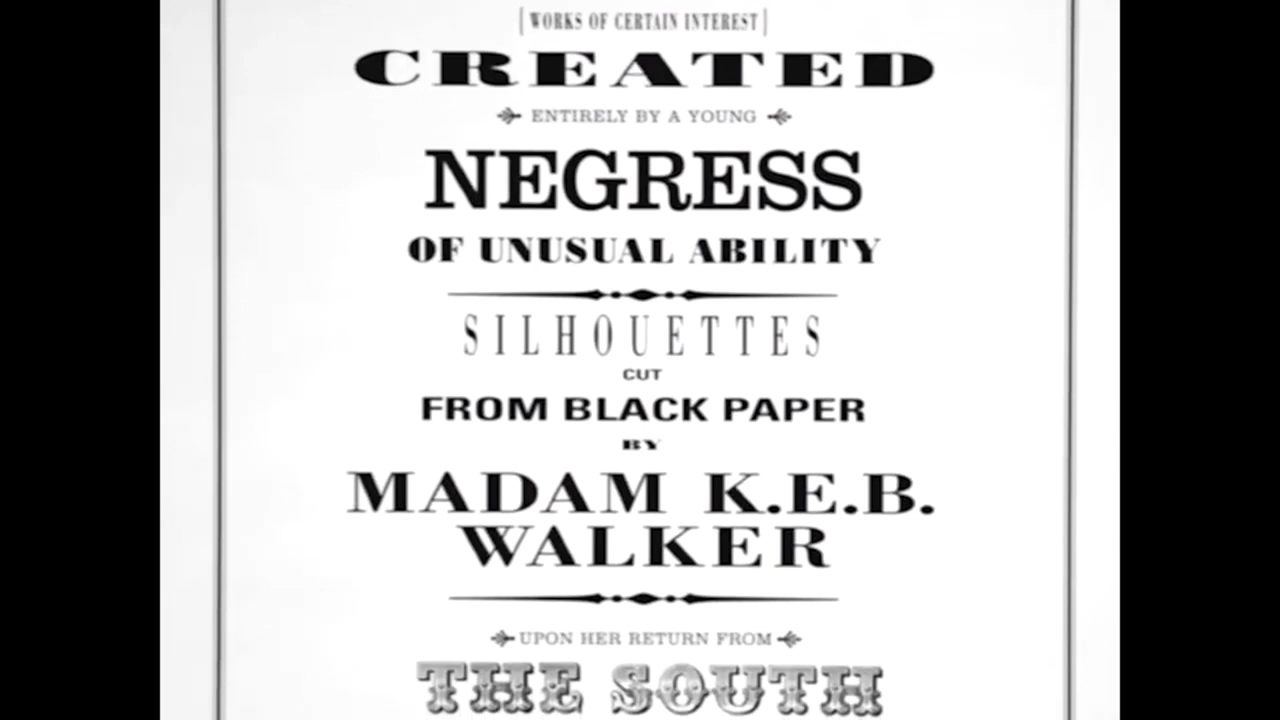 [ WORKS OF CERTAIN INTEREST ]
CREATED
ENTIRELY BY A YOUNG
NEGRESS
OF UNUSUAL ABILITY
SILHOUETTES
CUT
FROM BLACK PAPER
BY
MADAM K.E.B.
WALKER
UPON HER RETURN FROM
THE SOUTH